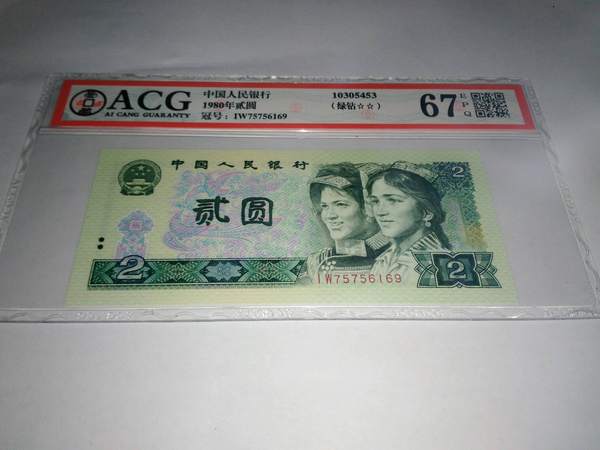 ACG
AI CANG GUARANTY
中国人民银行
1980年贰圆
冠号：IW75756169
10305453
（绿钻☆☆）
67
EPQ
中国人民银行
贰圆
2
2
IW75756169
2